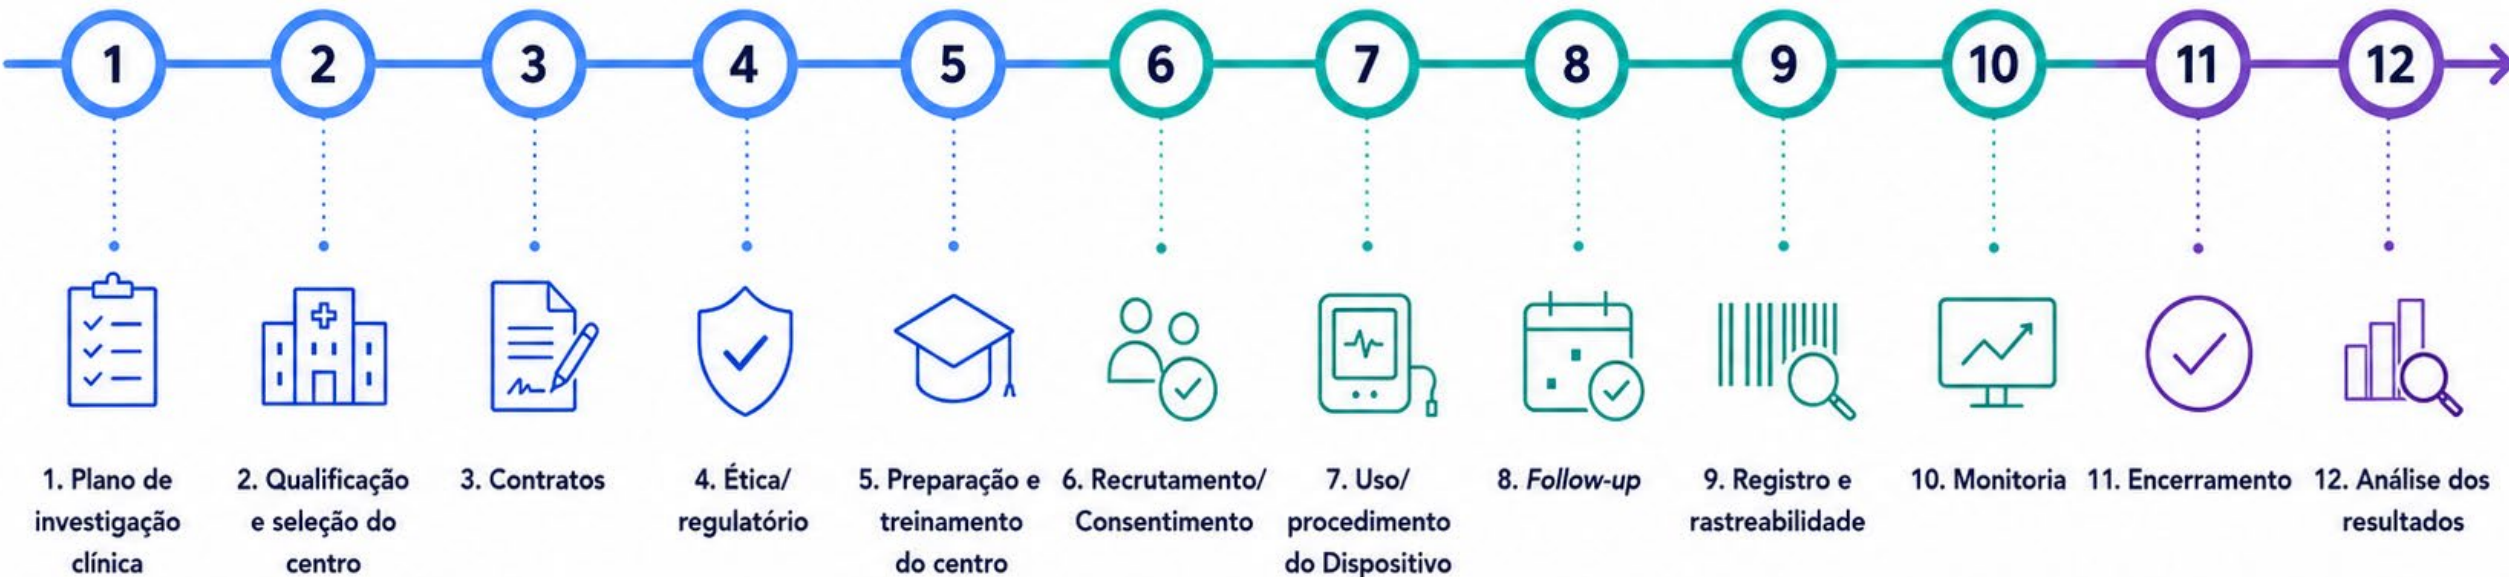 1
2
3
4
5
6
7
8
9
10
11
12
1. Plano de
investigação
clínica
2. Qualificação
e seleção do
centro
3. Contratos
4. Ética/
regulatório
5. Preparação e
treinamento
do centro
6. Recrutamento/
Consentimento
7. Uso/
procedimento
do Dispositivo
8. Follow-up
9. Registro e
rastreabilidade
10. Monitoria
11. Encerramento
12. Análise dos
resultados